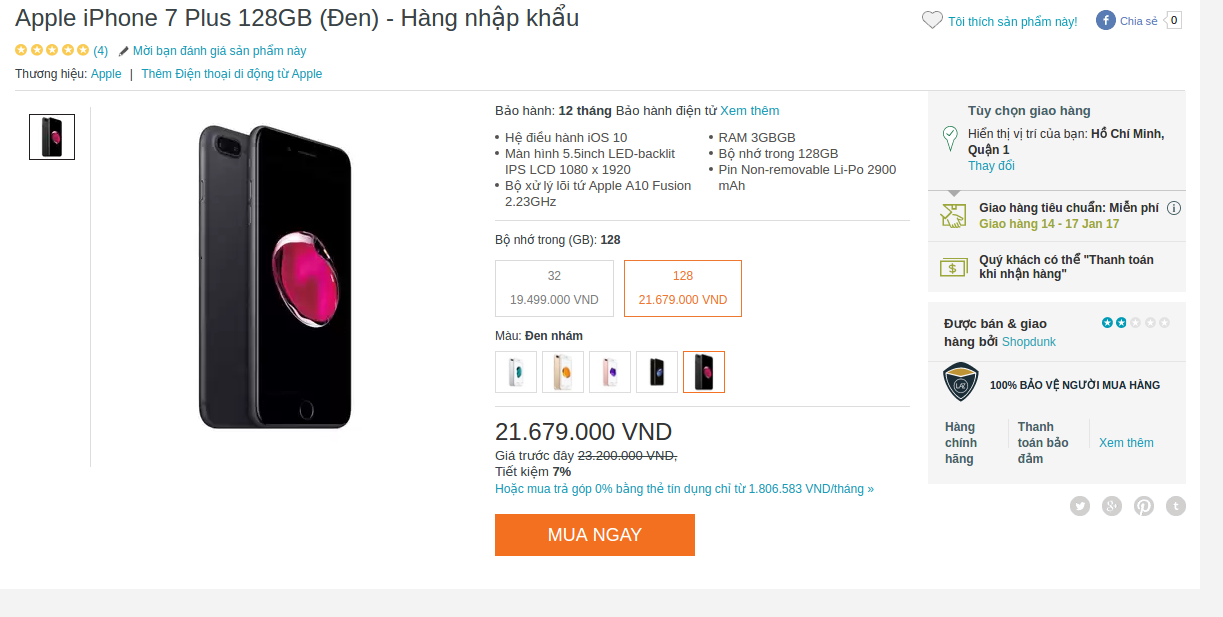 Apple iPhone 7 Plus 128GB (Đen) - Hàng nhập khẩu
Tôi thích sản phẩm này!
Chia sẻ
0
(4)
Mời bạn đánh giá sản phẩm này
Thương hiệu: Apple | Thêm Điện thoại di động từ Apple
Bảo hành: 12 tháng Bảo hành điện tử Xem thêm
Hệ điều hành iOS 10
Màn hình 5.5inch LED-backlit
IPS LCD 1080 x 1920
Bộ xử lý lõi tứ Apple A10 Fusion
2.23GHz
RAM 3GBGB
Bộ nhớ trong 128GB
Pin Non-removable Li-Po 2900
mAh
Bộ nhớ trong (GB): 128
32
19.499.000 VND
128
21.679.000 VND
Màu: Đen nhám
21.679.000 VND
Giá trước đây 23.200.000 VND,
Tiết kiệm 7%
Hoặc mua trả góp 0% bằng thẻ tín dụng chỉ từ 1.806.583 VND/tháng »
MUA NGAY
Tùy chọn giao hàng
Hiển thị vị trí của bạn: Hồ Chí Minh,
Quận 1
Thay đổi
Giao hàng tiêu chuẩn: Miễn phí
Giao hàng 14 - 17 Jan 17
Quý khách có thể "Thanh toán
khi nhận hàng"
Được bán & giao
hàng bởi Shopdunk
LAZ
100% BẢO VỆ NGƯỜI MUA HÀNG
Hàng
chính
hãng
Thanh
toán bảo
đảm
Xem thêm